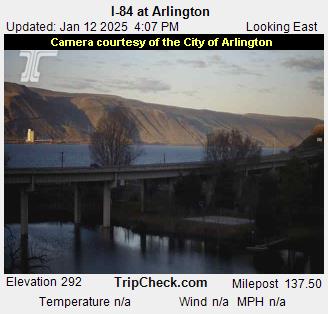 I-84 at Arlington
Updated: Jan 12 2025 4:07 PM Looking East
Camera courtesy of the City of Arlington
Elevation 292 TripCheck.com Milepost 137.50
Temperature n/a Wind n/a MPH n/a